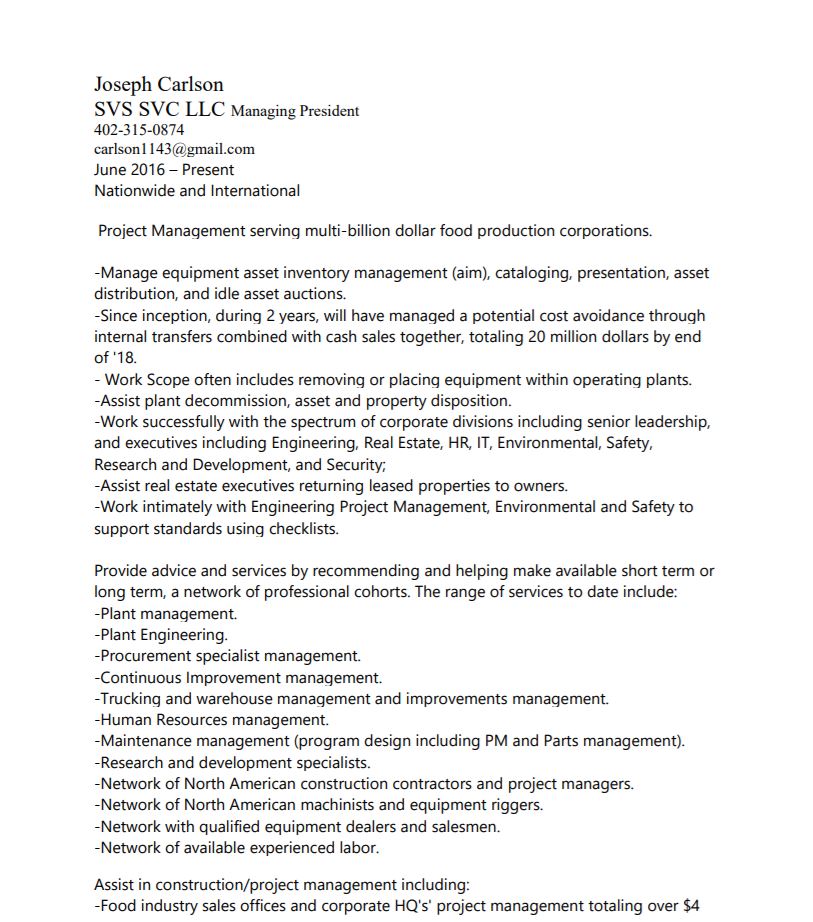 Joseph Carlson
SVS SVC LLC Managing President
402-315-0874
carlson1143@gmail.com
June 2016 – Present
Nationwide and International
Project Management serving multi-billion dollar food production corporations.
-Manage equipment asset inventory management (aim), cataloging, presentation, asset
distribution, and idle asset auctions.
-Since inception, during 2 years, will have managed a potential cost avoidance through
internal transfers combined with cash sales together, totaling 20 million dollars by end
of '18.
- Work Scope often includes removing or placing equipment within operating plants.
-Assist plant decommission, asset and property disposition.
-Work successfully with the spectrum of corporate divisions including senior leadership,
and executives including Engineering, Real Estate, HR, IT, Environmental, Safety,
Research and Development, and Security;
-Assist real estate executives returning leased properties to owners.
-Work intimately with Engineering Project Management, Environmental and Safety to
support standards using checklists.
Provide advice and services by recommending and helping make available short term or
long term, a network of professional cohorts. The range of services to date include:
-Plant management.
-Plant Engineering.
-Procurement specialist management.
-Continuous Improvement management.
-Trucking and warehouse management and improvements management.
-Human Resources management.
-Maintenance management (program design including PM and Parts management).
-Research and development specialists.
-Network of North American construction contractors and project managers.
-Network of North American machinists and equipment riggers.
-Network with qualified equipment dealers and salesmen.
-Network of available experienced labor.
Assist in construction/project management including:
-Food industry sales offices and corporate HQ's' project management totaling over $4